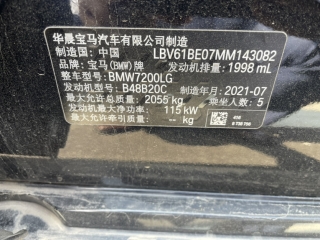 华晨宝马汽车有限公司制造
制造国：中国 LBV61BE07MM143082
品牌：宝马(BMW)牌 发动机排量：1998 mL
整车型号：BMW7200LG
发动机型号：B48B20C 制造年月：2021-07
最大允许总质量：2055 kg 乘坐人数：5
发动机最大净功率：115 kW
最大允许牵引质量：-- kg